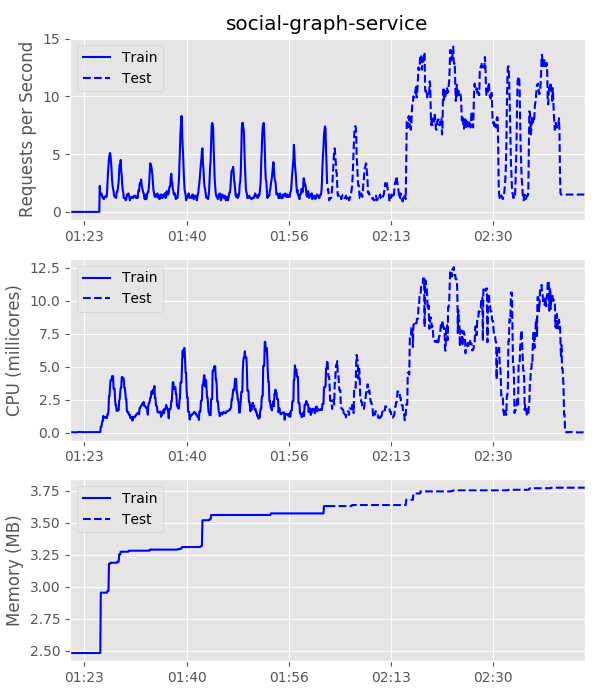 social-graph-service
Requests per Second
15
10
5
0
Train
Test
01:23 01:40 01:56 02:13 02:30
CPU (millicores)
12.5
10.0
7.5
5.0
2.5
0.0
Train
Test
01:23 01:40 01:56 02:13 02:30
Memory (MB)
3.75
3.50
3.25
3.00
2.75
2.50
Train
Test
01:23 01:40 01:56 02:13 02:30